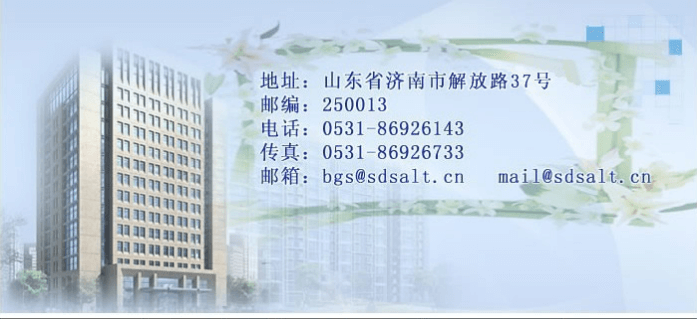 地址：山东省济南市解放路37号
邮编：250013
电话：0531-86926143
传真：0531-86926733
邮箱：bgs@sdsalt.cn mail@sdsalt.cn